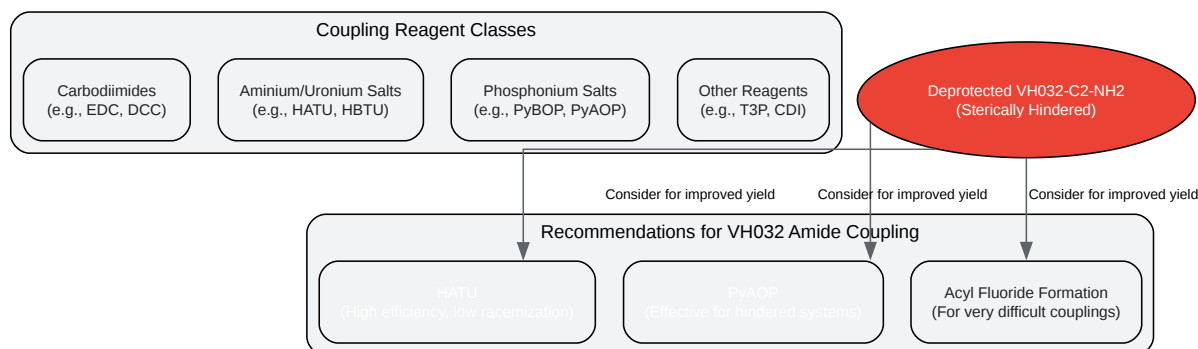 Coupling Reagent Classes
Carbodiimides
(e.g., EDC, DCC)
Aminium/Uronium Salts
(e.g., HATU, HBTU)
Phosphonium Salts
(e.g., PyBOP, PyAOP)
Other Reagents
(e.g., T3P, CDI)
Deprotected VH032-C2-NH2
(Sterically Hindered)
Consider for improved yield
Consider for improved yield
Consider for improved yield
Recommendations for VH032 Amide Coupling
HATU
(High efficiency, low racemization)
PyAOP
(Effective for hindered systems)
Acyl Fluoride Formation
(For very difficult couplings)